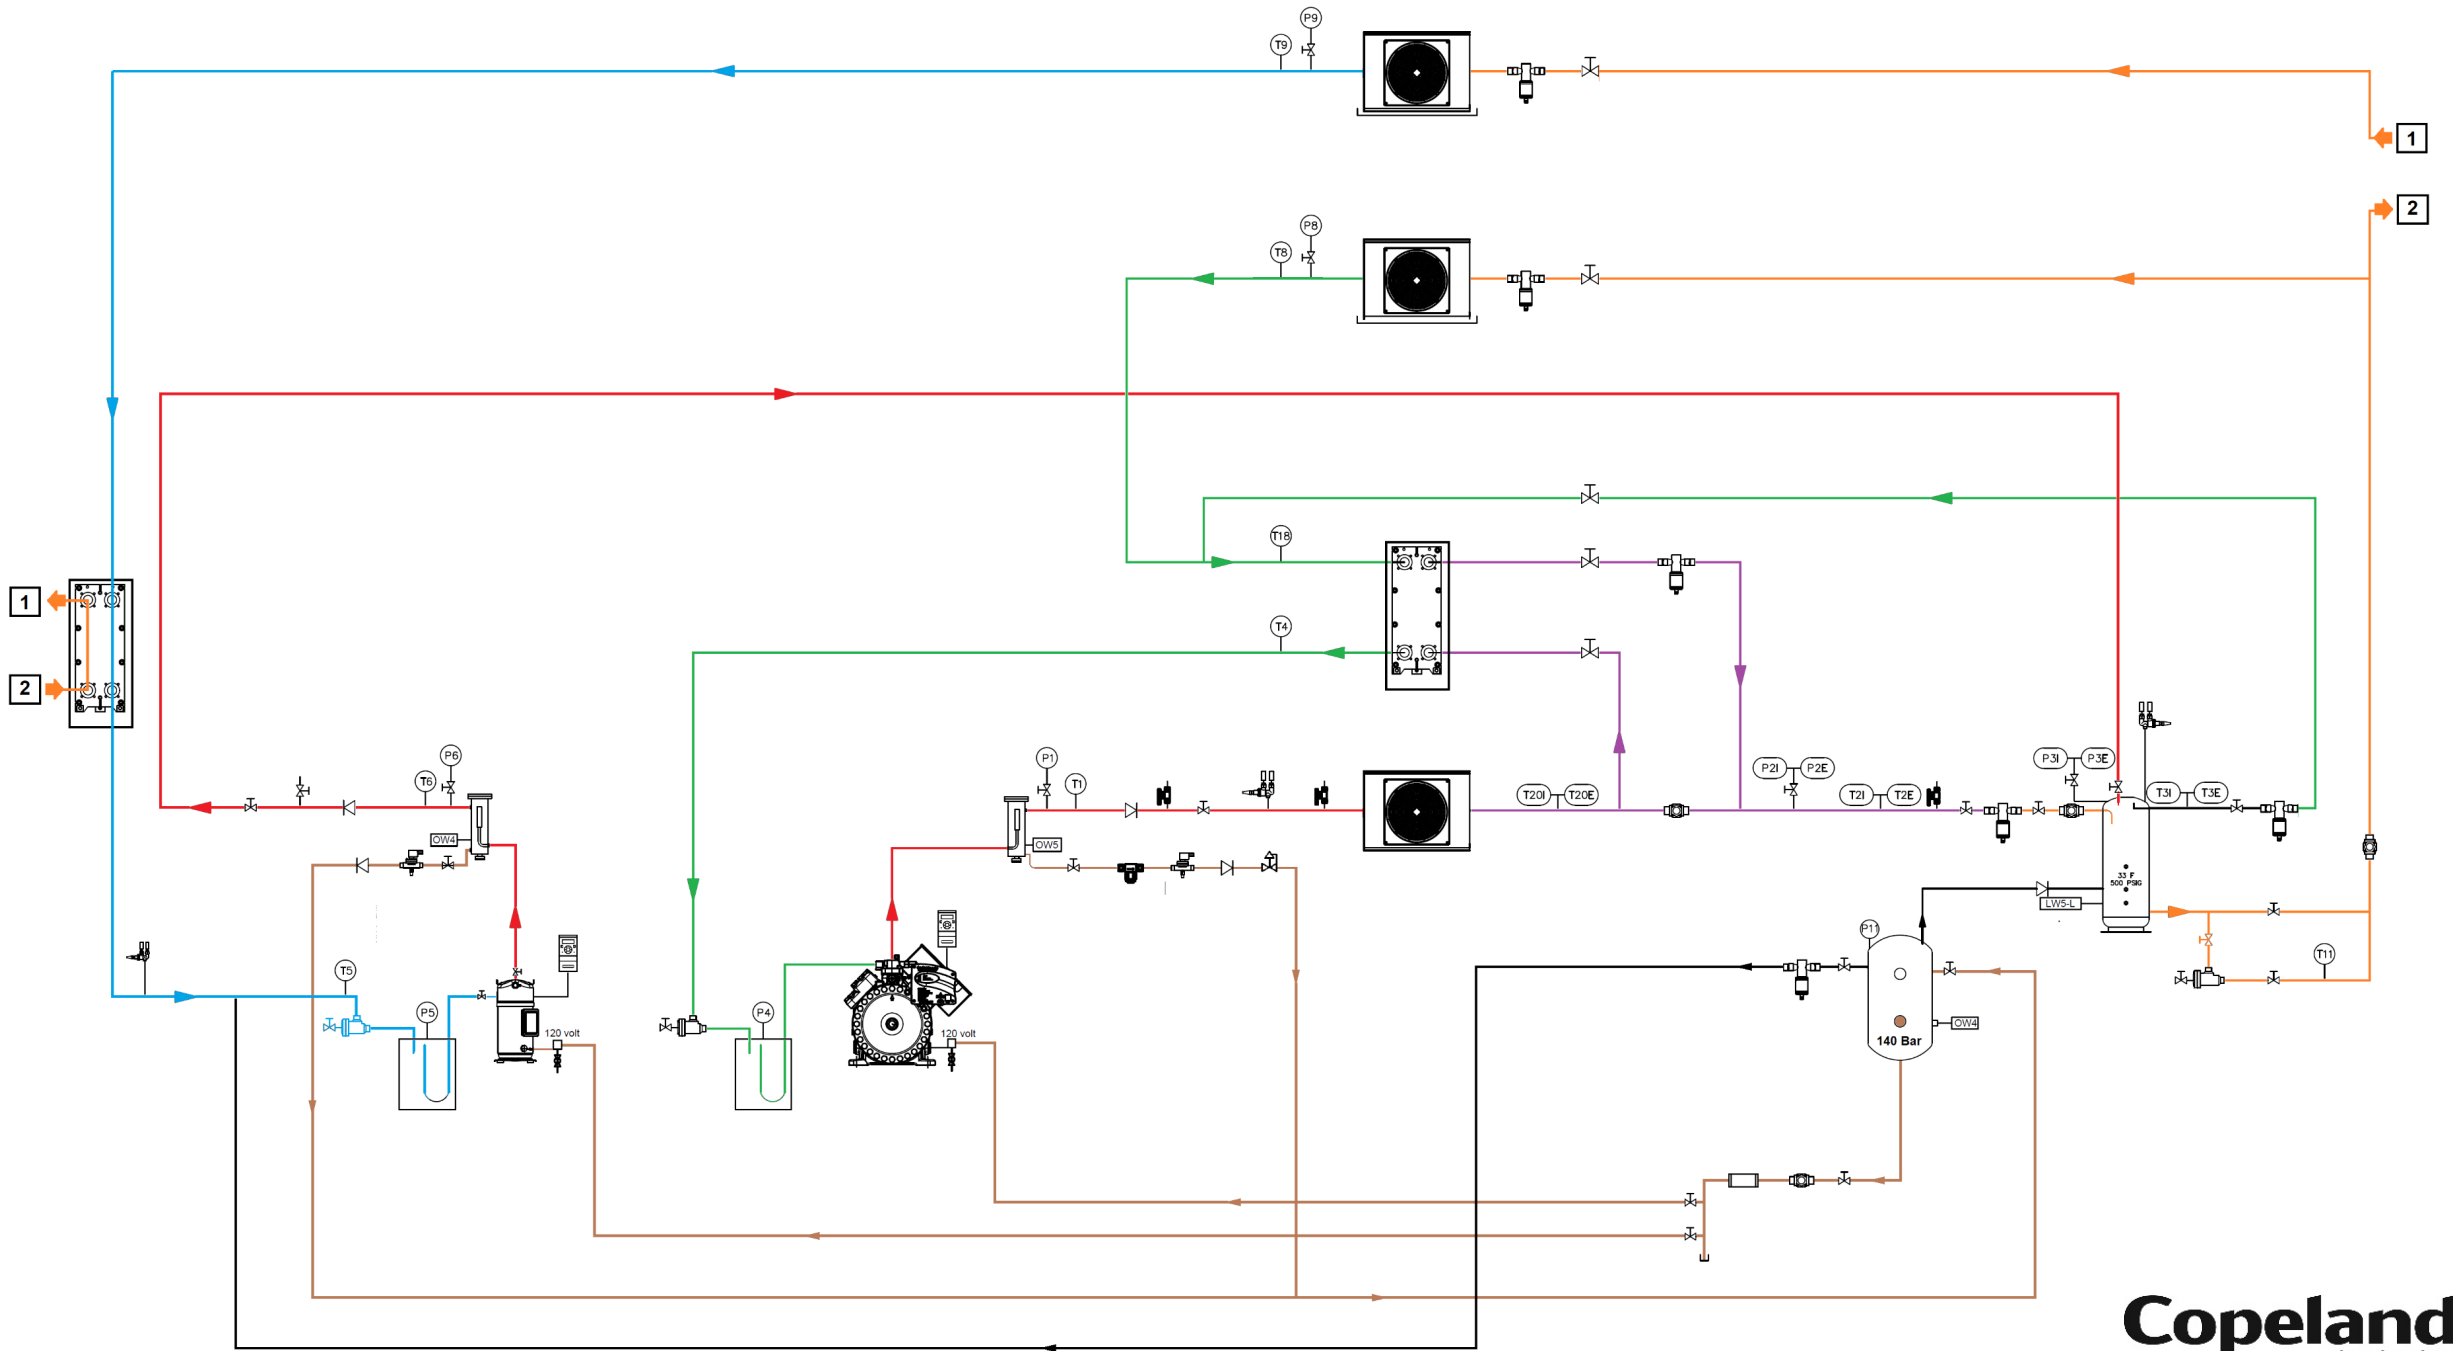 P9
T9
1
2
P8
T8
T18
1
T4
2
P6
T6
P1
T1
P2I P2E
P3I P3E
T20I T20E
T2I T2E
T3I T3E
OW4
OW5
33 F
500 PSIG
LW5-L
P11
T11
T5
P5
P4
120 volt
120 volt
OW4
140 Bar
Copeland